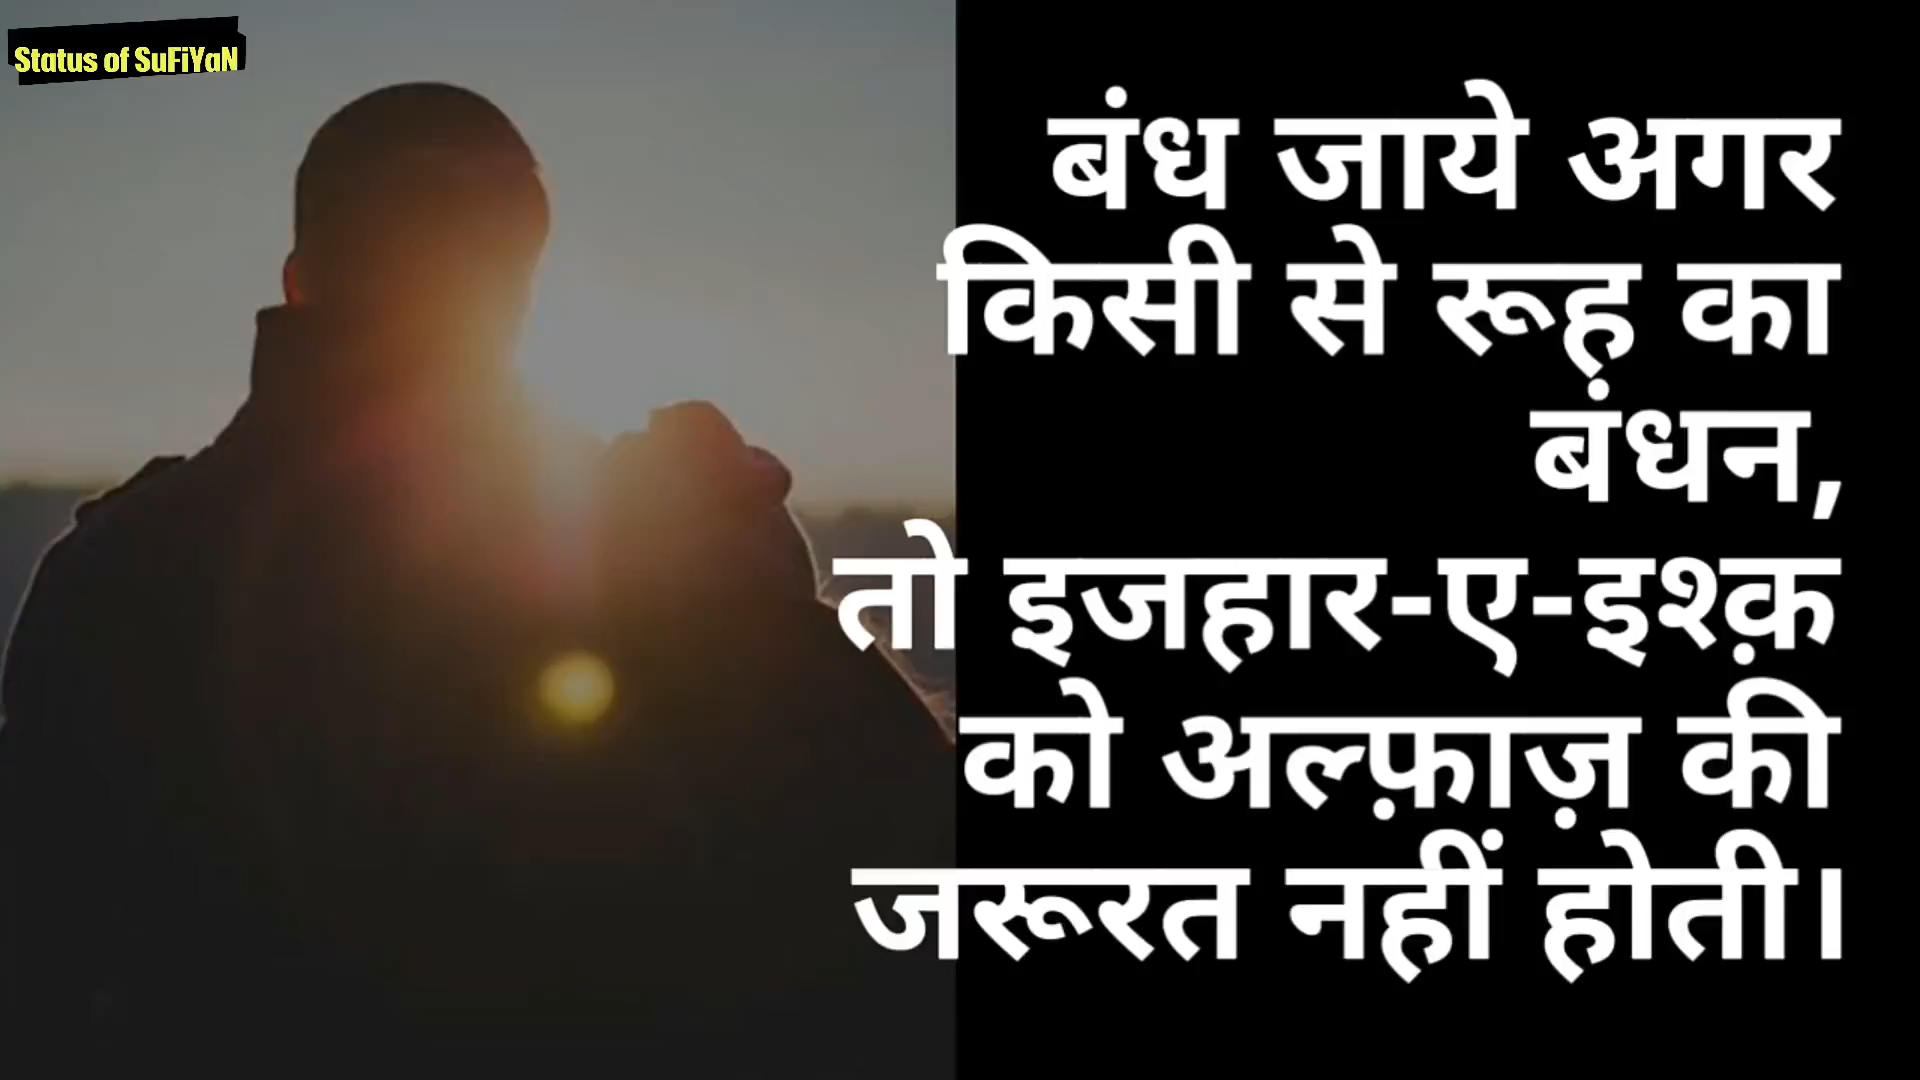 Status of SuFiYaN
बंध जाये अगर
किसी से रूह का
बंधन,
तो इजहार-ए-इश्क़
को अल्फ़ाज़ की
जरूरत नहीं होती।